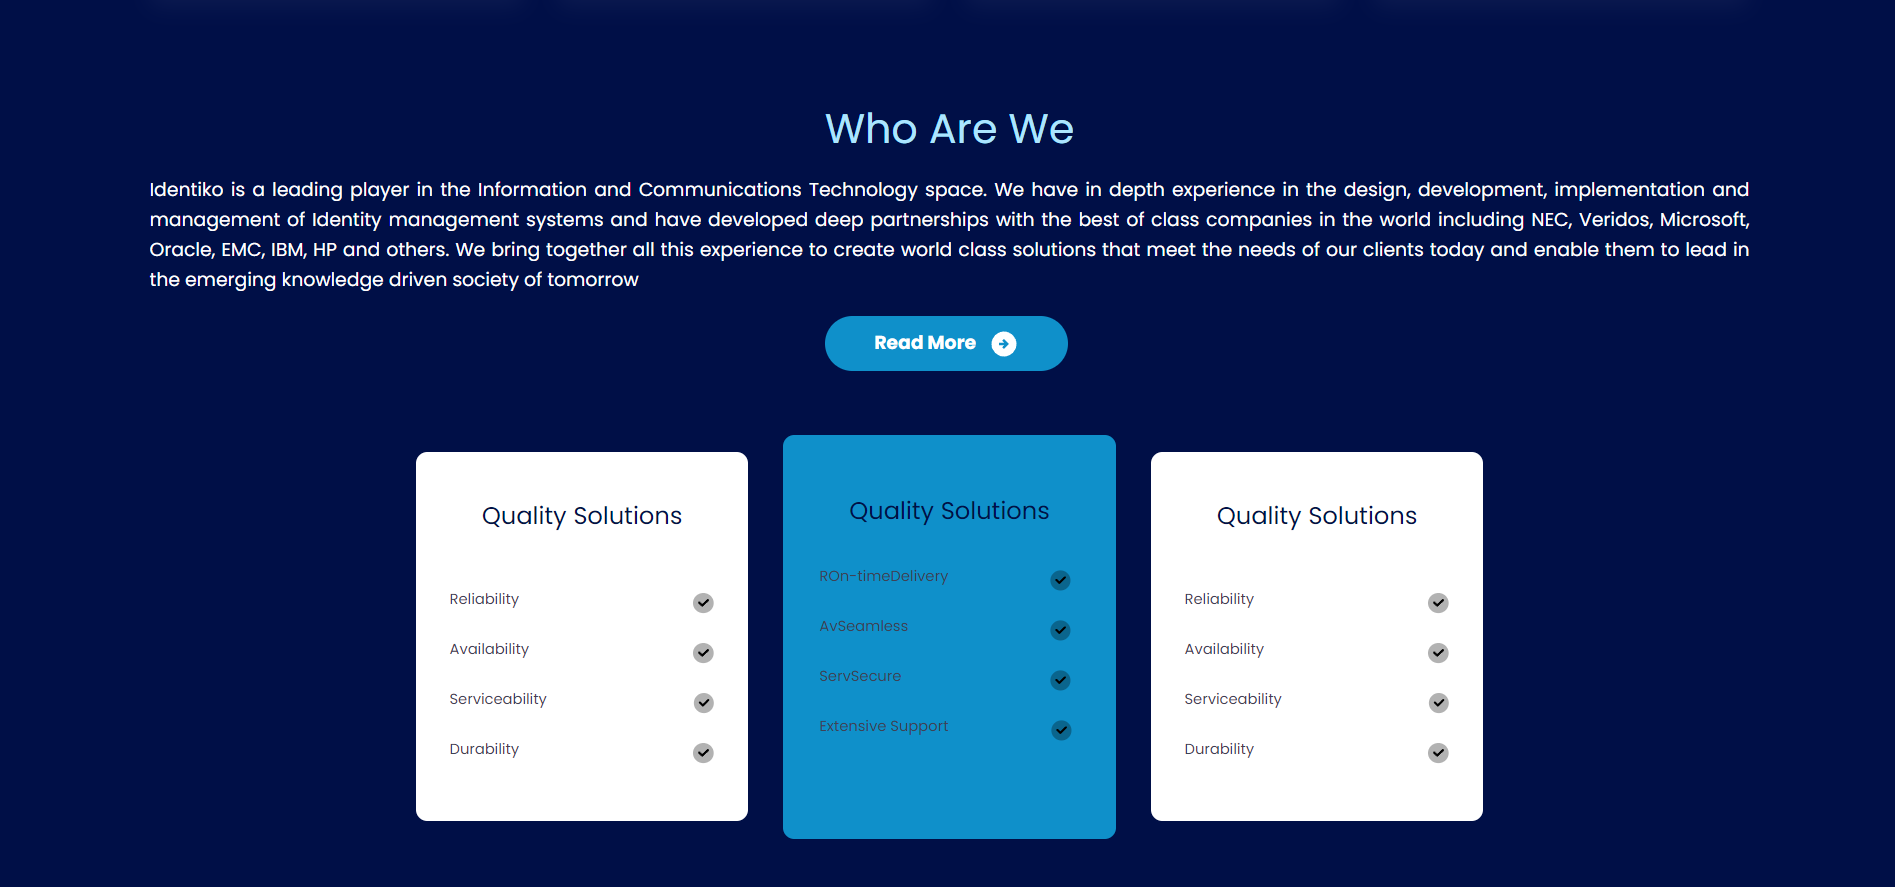 Who Are We
Identiko is a leading player in the Information and Communications Technology space. We have in depth experience in the design, development, implementation and
management of Identity management systems and have developed deep partnerships with the best of class companies in the world including NEC, Veridos, Microsoft,
Oracle, EMC, IBM, HP and others. We bring together all this experience to create world class solutions that meet the needs of our clients today and enable them to lead in
the emerging knowledge driven society of tomorrow
Read More
Quality Solutions
Reliability
Availability
Serviceability
Durability
Quality Solutions
ROn-timeDelivery
AvSeamless
ServSecure
Extensive Support
Quality Solutions
Reliability
Availability
Serviceability
Durability